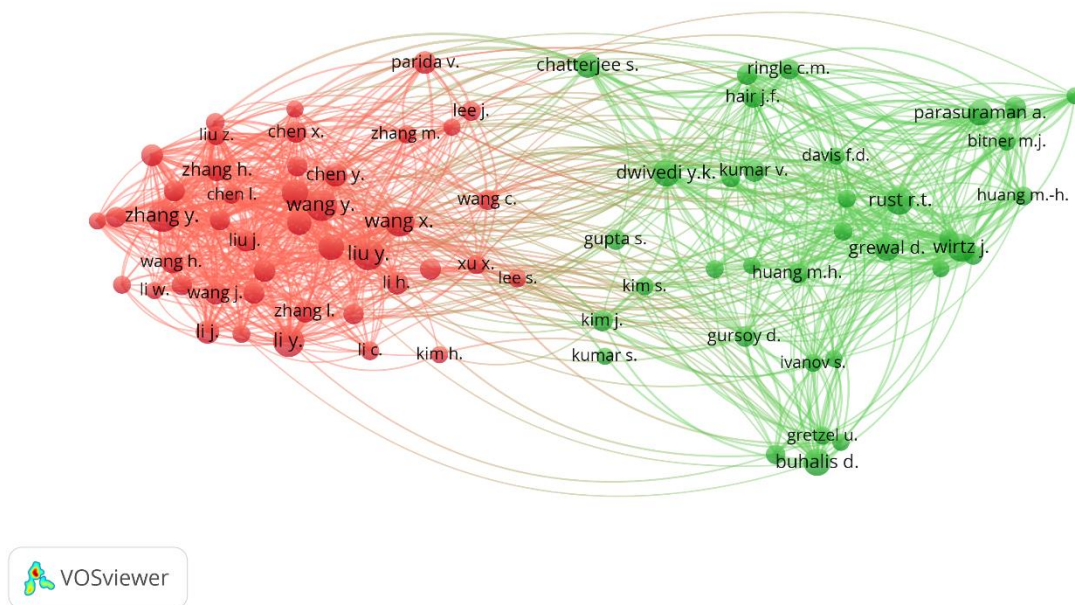 parida v.
chatterjee s.
ringle c.m.
hair j.f.
lee j.
parasuraman a.
liu z.
chen x.
zhang m.
bitner m.j.
davis f.d.
zhang h.
chen y.
dwivedi y.k.
kumar v.
chen l.
wang c.
rust r.t.
huang m.-h.
zhang y.
wang y.
wang x.
liu j.
gupta s.
grewal d.
wirtz j.
liu y.
wang h.
xu x.
lee s.
huang m.h.
li w.
wang j.
li h.
kim s.
zhang l.
kim j.
li j.
li y.
gursoy d.
li c.
kim h.
kumar s.
ivanov s.
gretzel u.
buhalis d.
VOSviewer